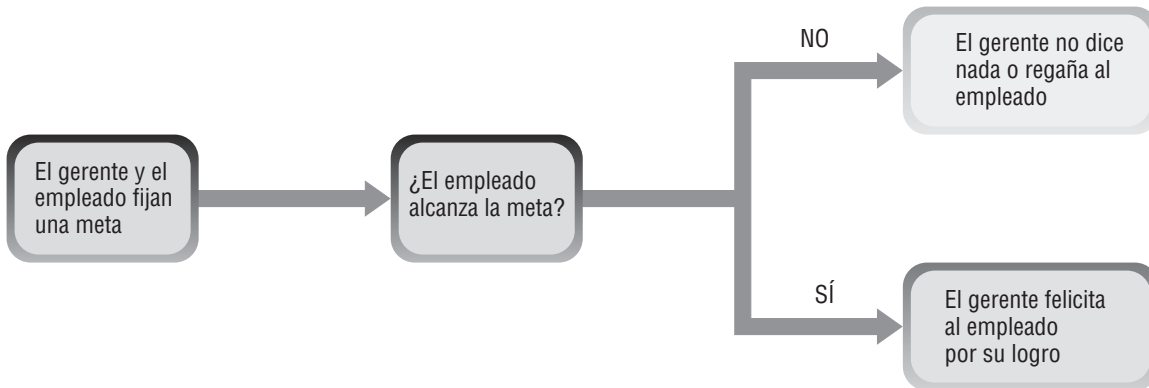 El gerente y el
empleado fijan
una meta
¿El empleado
alcanza la meta?
NO
El gerente no dice
nada o regaña al
empleado
SÍ
El gerente felicita
al empleado
por su logro